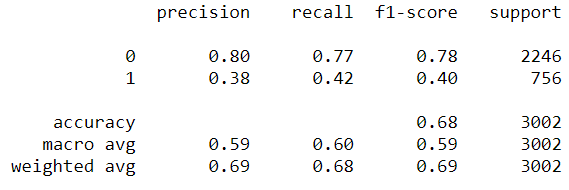 precision recall f1-score support
0 0.80 0.77 0.78 2246
1 0.38 0.42 0.40 756
accuracy 0.68 3002
macro avg 0.59 0.60 0.59 3002
weighted avg 0.69 0.68 0.69 3002